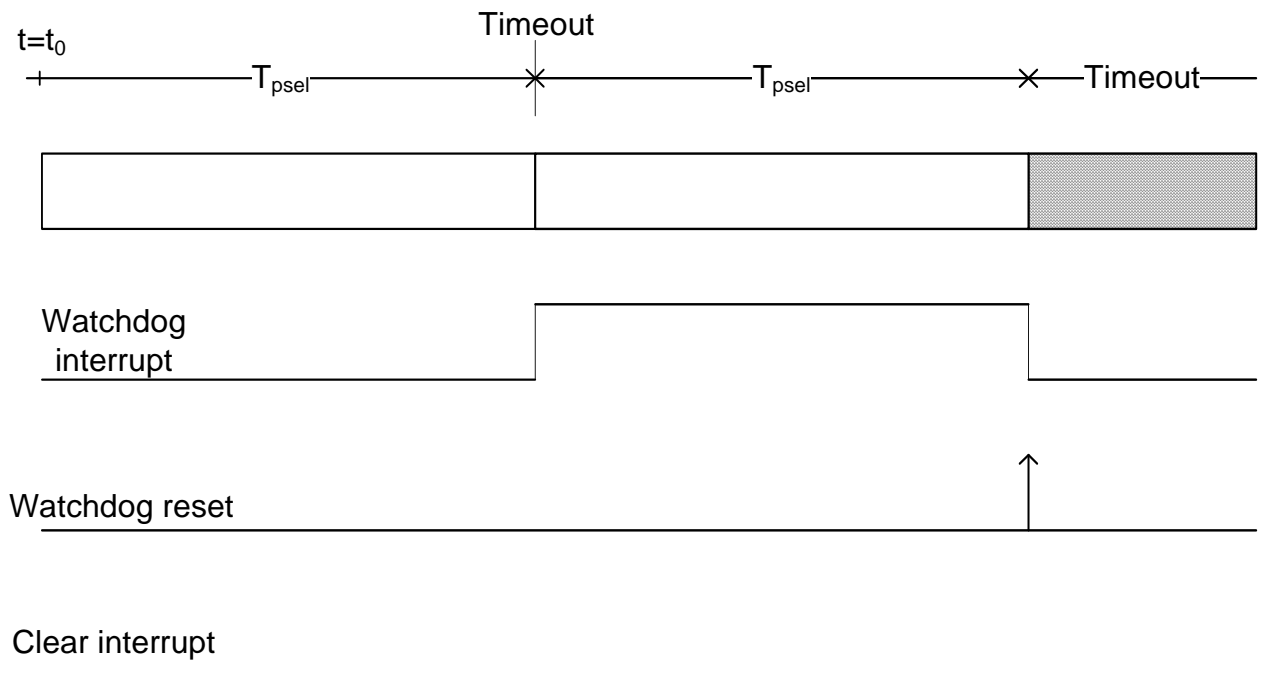 Timeout
t=t0
Tpsel Tpsel Timeout
Watchdog
interrupt
Watchdog reset
Clear interrupt